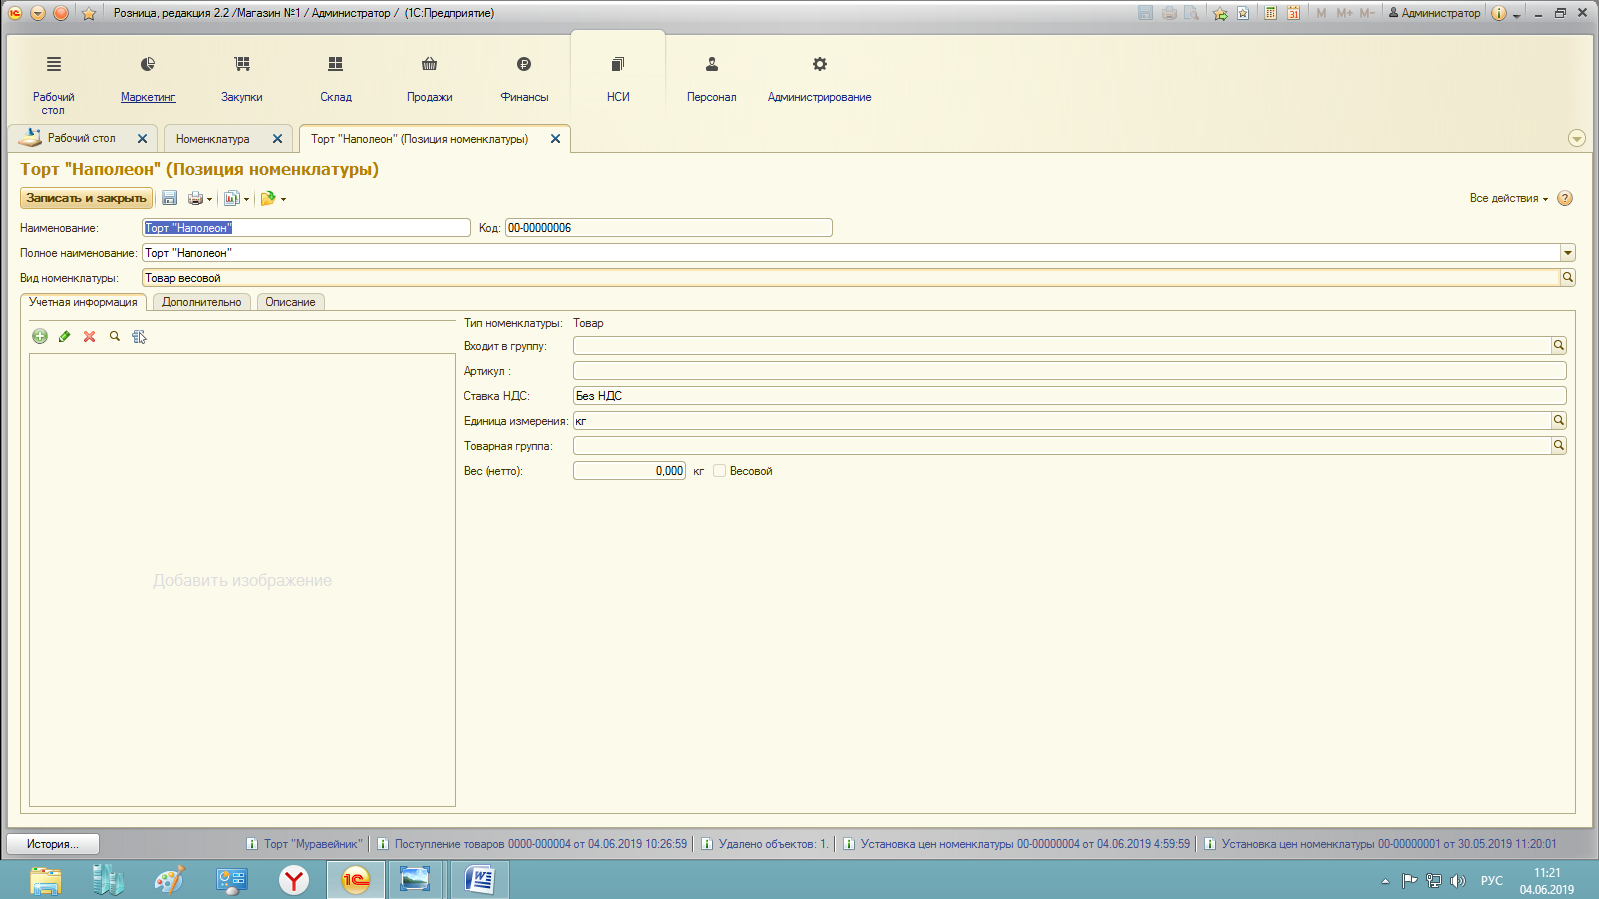 Розница, редакция 2.2 /Магазин №1 / Администратор / (1С:Предприятие)
M M+ M- Администратор
Рабочий стол
Маркетинг
Закупки
Склад
Продажи
Финансы
НСИ
Персонал
Администрирование
Рабочий стол
Номенклатура
Торт "Наполеон" (Позиция номенклатуры)
Торт "Наполеон" (Позиция номенклатуры)
Записать и закрыть
Все действия
Наименование: Торт "Наполеон" Код: 00-00000006
Полное наименование: Торт "Наполеон"
Вид номенклатуры: Товар весовой
Учетная информация Дополнительно Описание
Тип номенклатуры: Товар
Входит в группу:
Артикул :
Ставка НДС: Без НДС
Единица измерения: кг
Товарная группа:
Вес (нетто): 0,000 кг Весовой
Добавить изображение
История...
Торт "Муравейник"
Поступление товаров 0000-000004 от 04.06.2019 10:26:59
Удалено объектов: 1.
Установка цен номенклатуры 00-00000004 от 04.06.2019 4:59:59
Установка цен номенклатуры 00-00000001 от 30.05.2019 11:20:01
РУС
11:21
04.06.2019